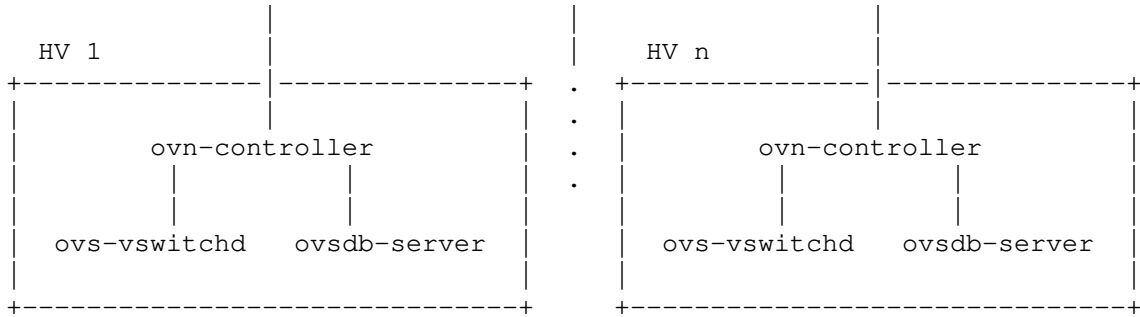 HV 1 HV n
ovn-controller ovn-controller
ovs-vswitchd ovsdb-server ovs-vswitchd ovsdb-server